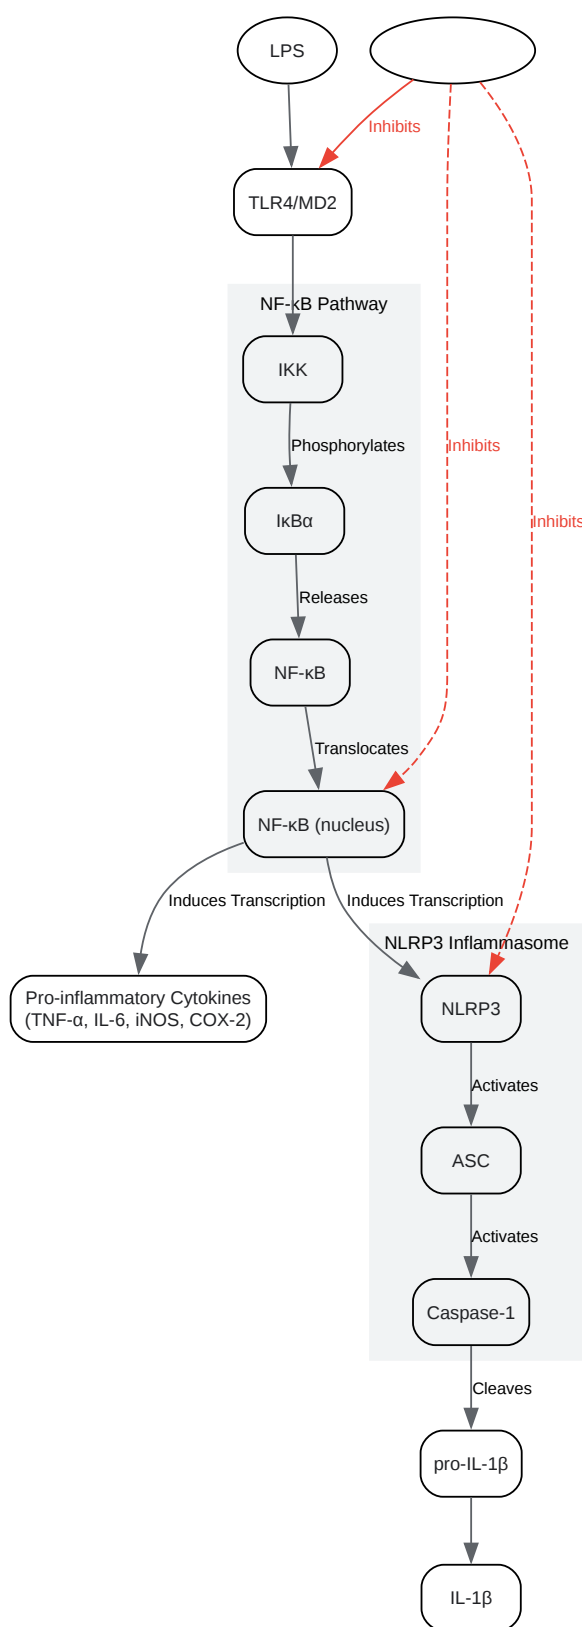 LPS
Inhibits
TLR4/MD2
NF-κB Pathway
IKK
Phosphorylates
Inhibits
IκBα
Inhibits
Releases
NF-κB
Translocates
NF-κB (nucleus)
Induces Transcription
Induces Transcription
NLRP3 Inflammasome
Pro-inflammatory Cytokines
(TNF-α, IL-6, iNOS, COX-2)
NLRP3
Activates
ASC
Activates
Caspase-1
Cleaves
pro-IL-1β
IL-1β